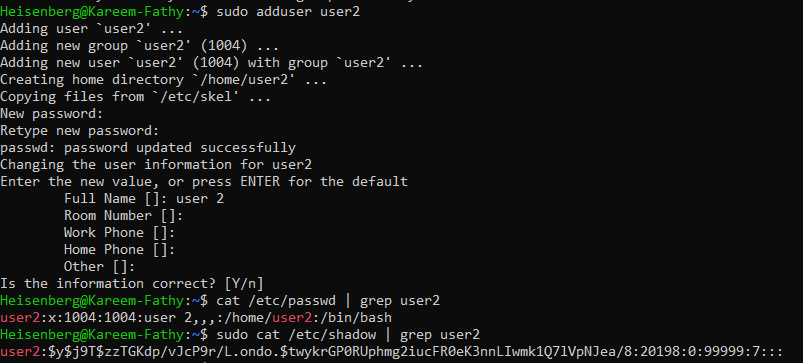 Heisenberg@Kareem-Fathy:~$ sudo adduser user2
Adding user `user2' ...
Adding new group `user2' (1004) ...
Adding new user `user2' (1004) with group `user2' ...
Creating home directory `/home/user2' ...
Copying files from `/etc/skel' ...
New password:
Retype new password:
passwd: password updated successfully
Changing the user information for user2
Enter the new value, or press ENTER for the default
        Full Name []: user 2
        Room Number []:
        Work Phone []:
        Home Phone []:
        Other []:
Is the information correct? [Y/n]
Heisenberg@Kareem-Fathy:~$ cat /etc/passwd | grep user2
user2:x:1004:1004:user 2,,,:/home/user2:/bin/bash
Heisenberg@Kareem-Fathy:~$ sudo cat /etc/shadow | grep user2
user2:$y$j9T$zzTGKdp/vJcP9r/L.ondo.$twykrGP0RUphmg2iucFR0eK3nnLIwmk1Q7lVpNJea/8:20198:0:99999:7:::